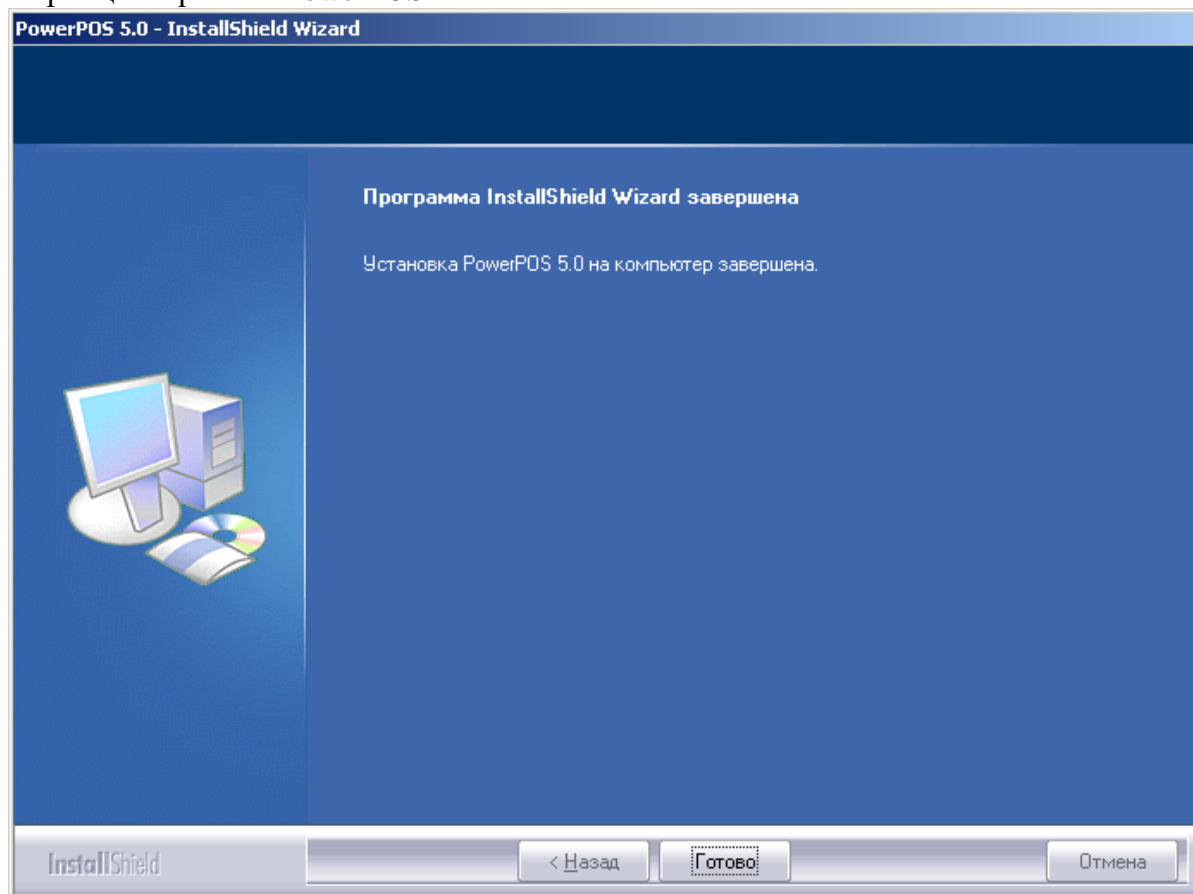 PowerPOS 5.0 - InstallShield Wizard
Программа InstallShield Wizard завершена
Установка PowerPOS 5.0 на компьютер завершена.
InstallShield
< Назад
Готово
Отмена